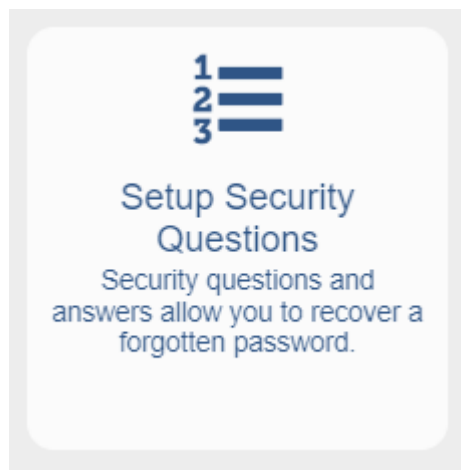 1
2
3
Setup Security
Questions
Security questions and
answers allow you to recover a
forgotten password.